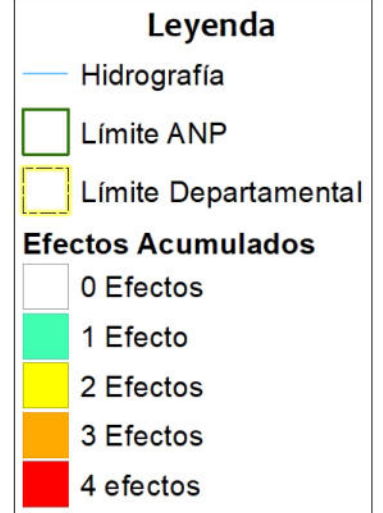 Leyenda
Hidrografía
Límite ANP
Límite Departamental
Efectos Acumulados
0 Efectos
1 Efecto
2 Efectos
3 Efectos
4 efectos